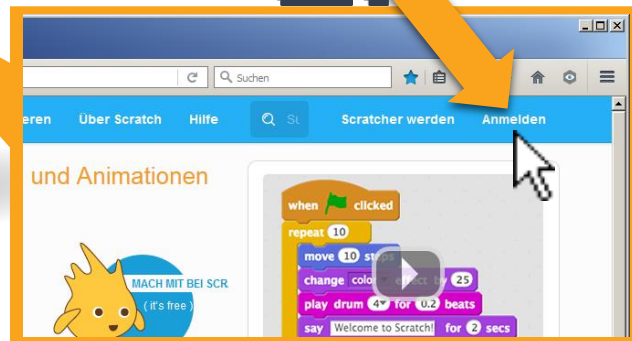 Suchen
eren Über Scratch Hilfe Scratcher werden Anmelden
und Animationen
when clicked
repeat 10
move 10 steps
change color effect by 25
play drum 4 for 0.2 beats
say Welcome to Scratch! for 2 secs
MACH MIT BEI SCR
( it's free )